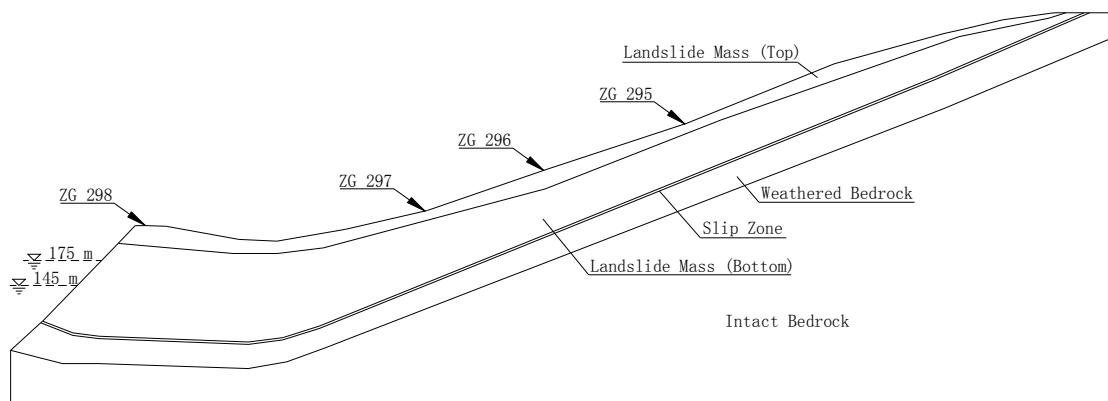 Landslide Mass (Top)
ZG 295
ZG 296
ZG 297
ZG 298
Weathered Bedrock
Slip Zone
175 m
Landslide Mass (Bottom)
145 m
Intact Bedrock